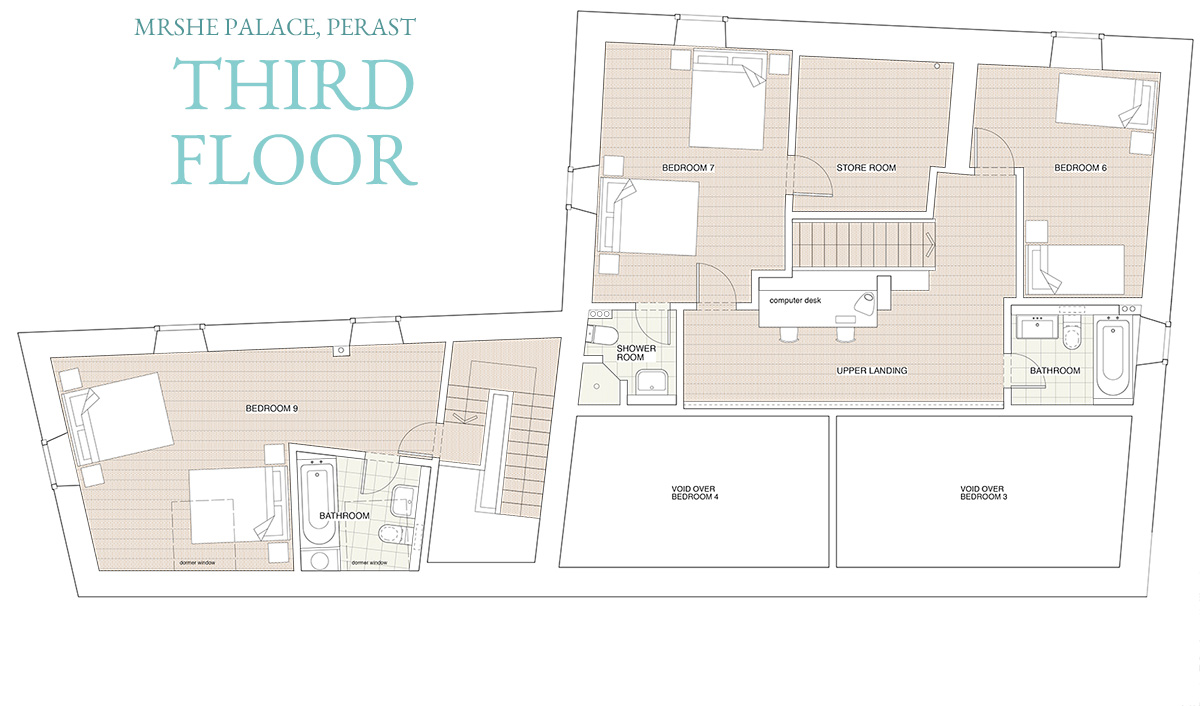 MRSHE PALACE, PERAST
THIRD
FLOOR
BEDROOM 7
STORE ROOM
BEDROOM 6
computer desk
SHOWER
ROOM
UPPER LANDING
BATHROOM
BEDROOM 9
BATHROOM
VOID OVER
BEDROOM 4
VOID OVER
BEDROOM 3
dormer window
dormer window